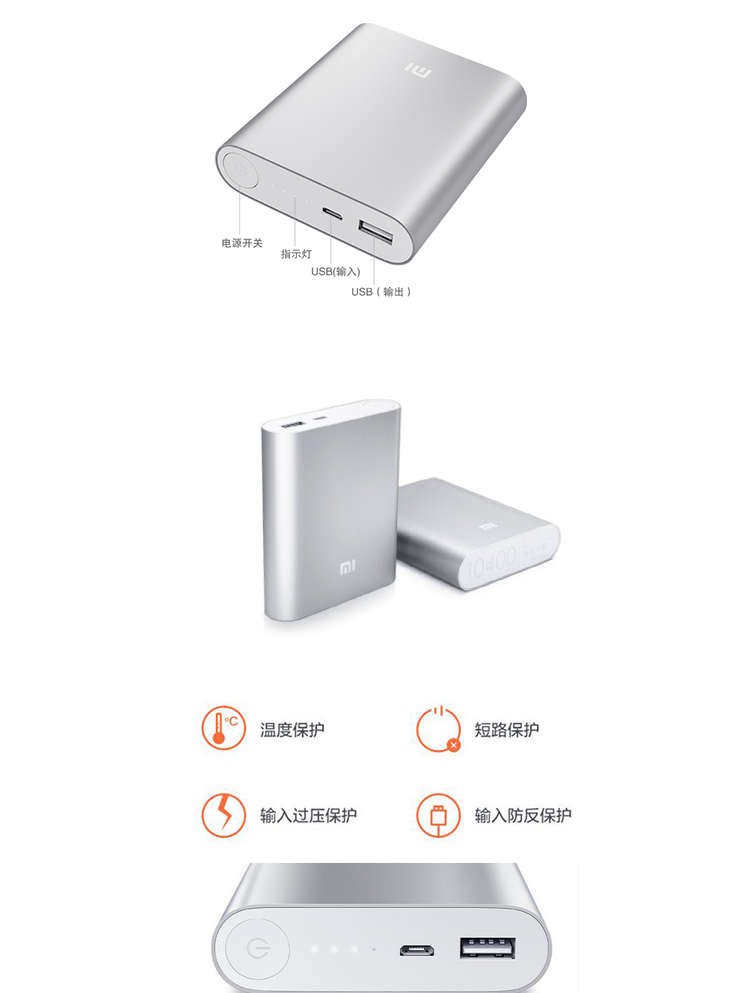 mi
电源开关
指示灯
USB(输入)
USB（输出）
mi
mi
10400
°C
温度保护
短路保护
输入过压保护
输入防反保护